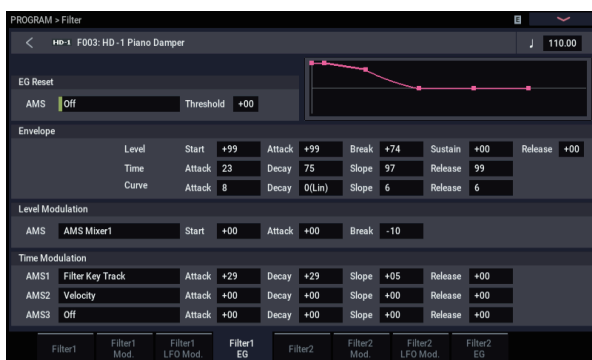 PROGRAM > Filter
HD-1 F003: HD -1 Piano Damper
♩ 110.00
EG Reset
AMS Off Threshold +00
Envelope
Level Start +99 Attack +99 Break +74 Sustain +00 Release +00
Time Attack 23 Decay 75 Slope 97 Release 99
Curve Attack 8 Decay 0(Lin) Slope 6 Release 6
Level Modulation
AMS AMS Mixer1 Start +00 Attack +00 Break -10
Time Modulation
AMS1 Filter Key Track Attack +29 Decay +29 Slope +05 Release +00
AMS2 Velocity Attack +00 Decay +00 Slope +00 Release +00
AMS3 Off Attack +00 Decay +00 Slope +00 Release +00
Filter1 Filter1 Mod. Filter1 LFO Mod. Filter1 EG Filter2 Filter2 Mod. Filter2 LFO Mod. Filter2 EG